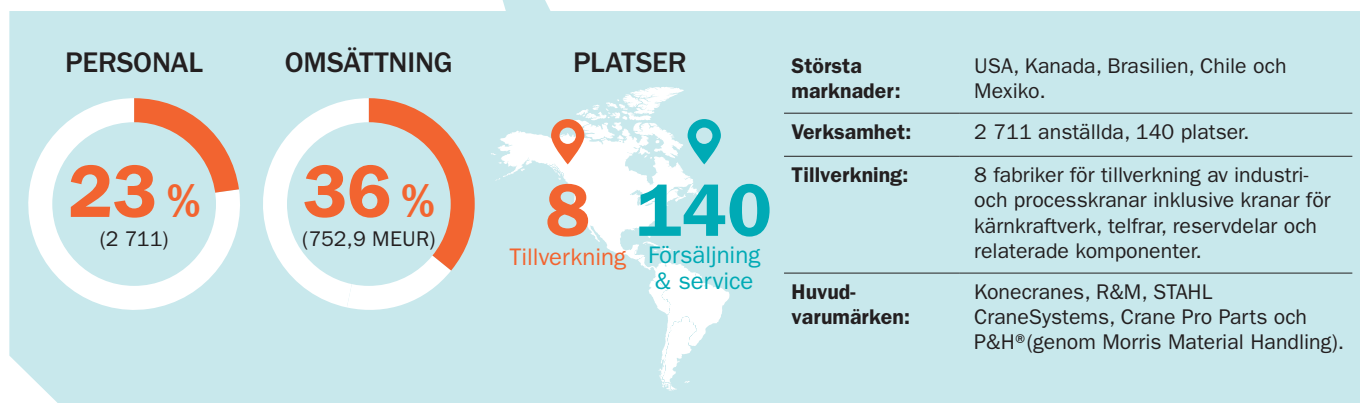 PERSONAL
23 %
(2 711)
OMSÄTTNING
36 %
(752,9 MEUR)
PLATSER
8
Tillverkning
140
Försäljning
& service
Största
marknader:
USA, Kanada, Brasilien, Chile och
Mexiko.
Verksamhet:
2 711 anställda, 140 platser.
Tillverkning:
8 fabriker för tillverkning av industri-
och processkranar inklusive kranar för
kärnkraftverk, telfrar, reservdelar och
relaterade komponenter.
Huvud-
varumärken:
Konecranes, R&M, STAHL
CraneSystems, Crane Pro Parts och
P&H®(genom Morris Material Handling).